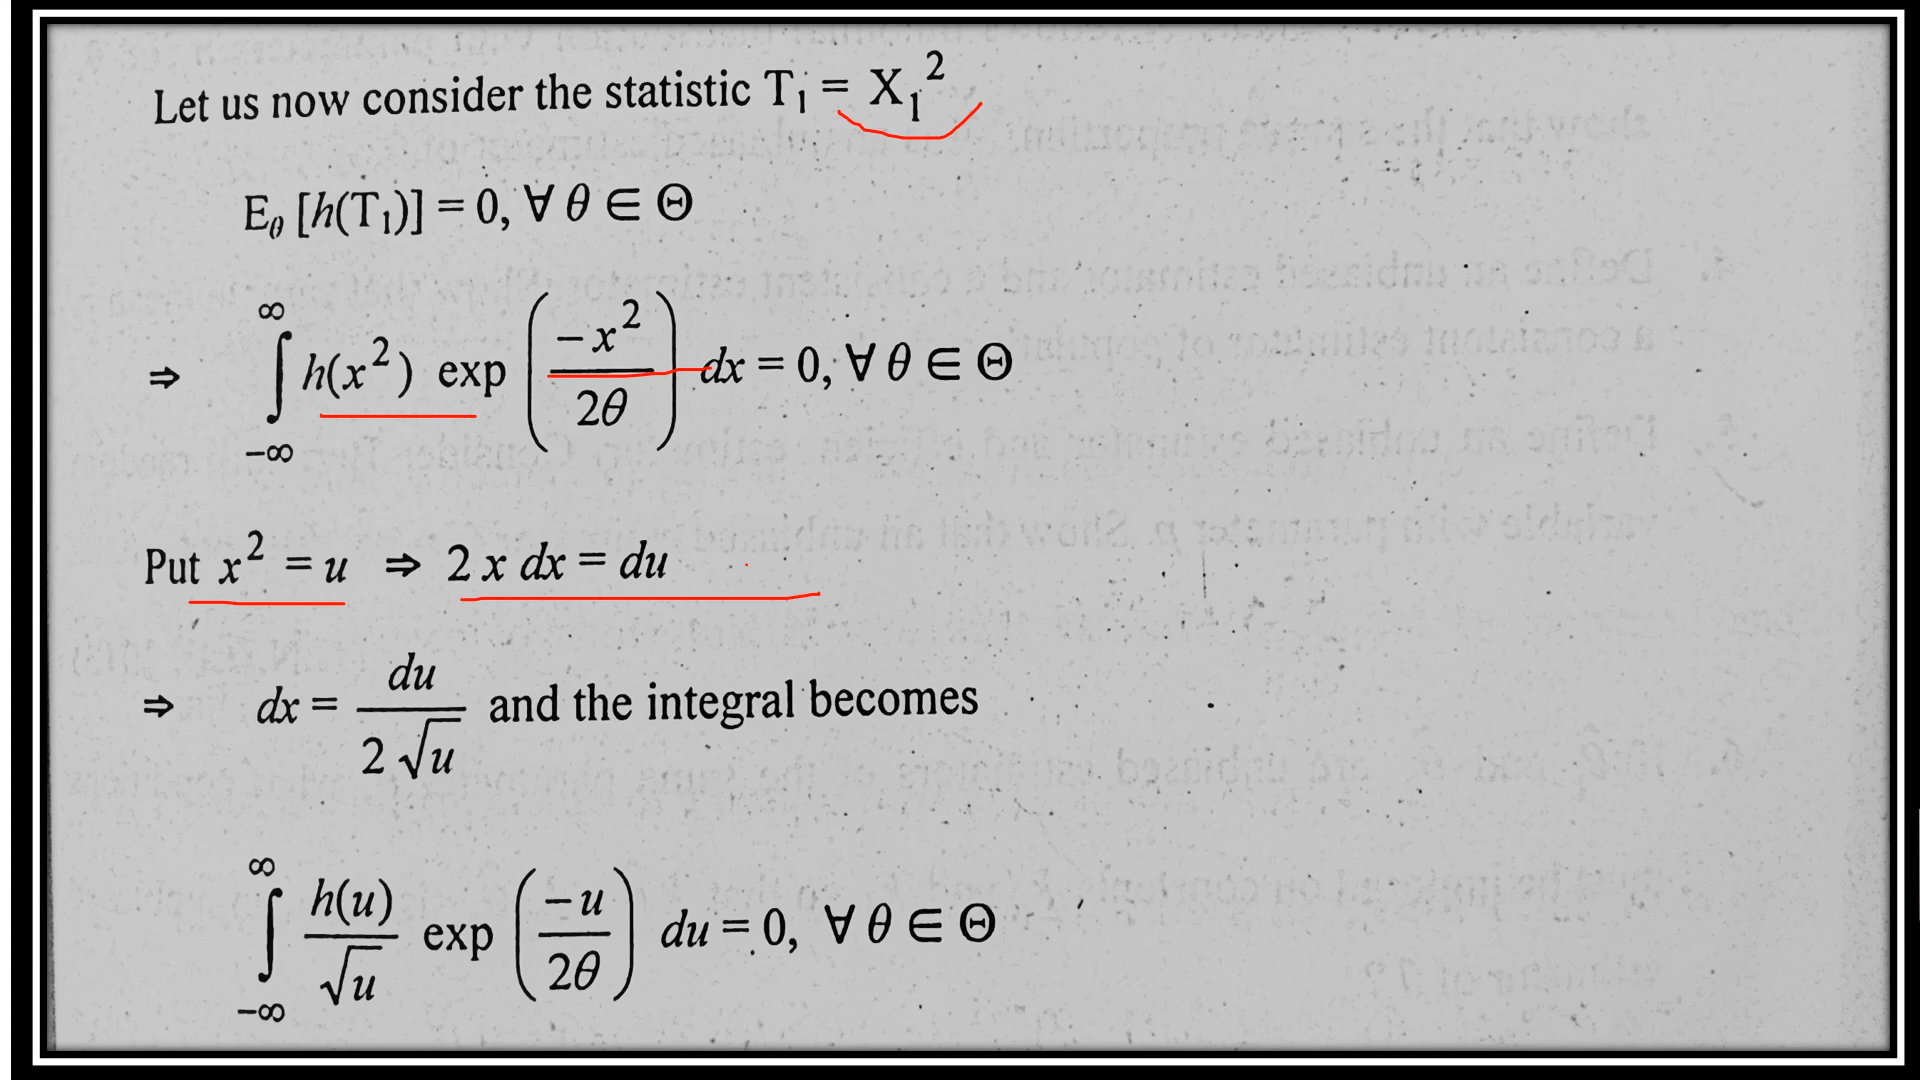 Let us now consider the statistic T₁ = X₁²
E_θ [h(T₁)] = 0, ∀ θ ∈ Θ
⇒ ∫_{-∞}^{∞} h(x²) exp (-x²/2θ) dx = 0, ∀ θ ∈ Θ
Put x² = u ⇒ 2 x dx = du
⇒ dx = du/(2 √u) and the integral becomes
∫_{-∞}^{∞} h(u)/√u exp (-u/2θ) du = 0, ∀ θ ∈ Θ